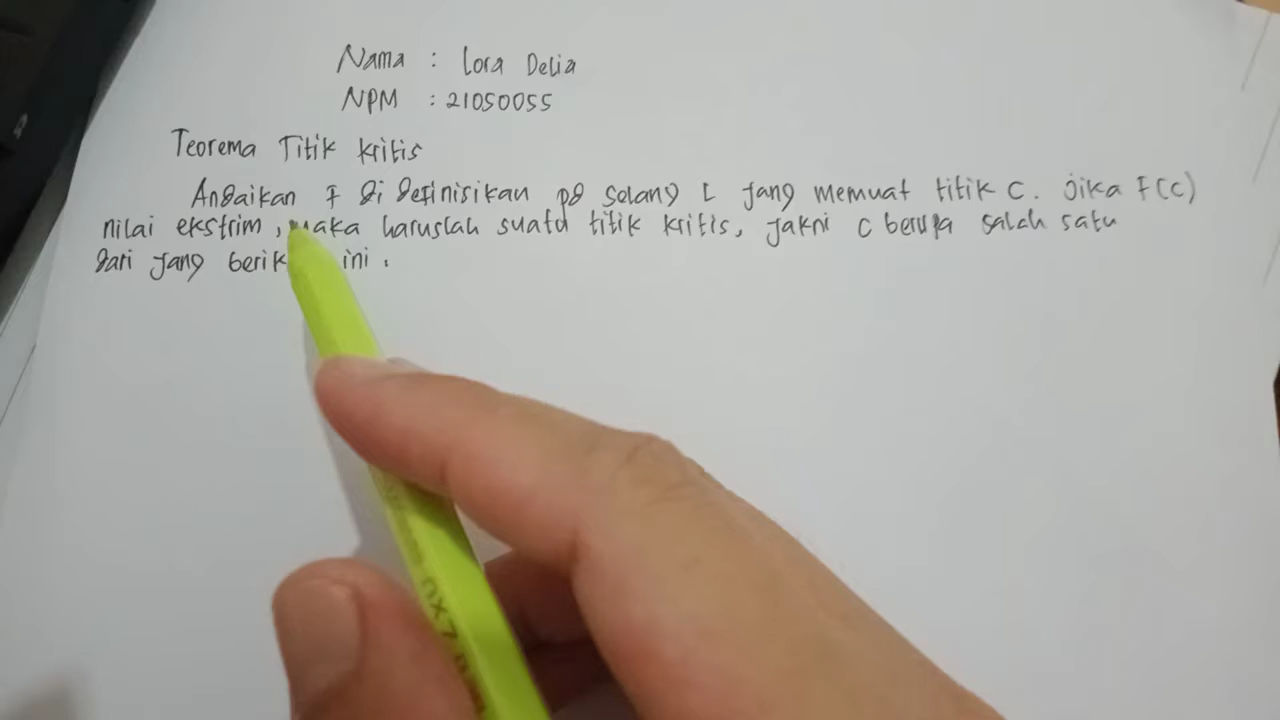 Nama : Lora Delia
NPM : 21050055
Teorema Titik Kritis
Andaikan F di definisikan pd selang I yang memuat titik C. Jika F(c)
nilai ekstrim, maka haruslah suatu titik kritis, yakni C berupa salah satu
dari yang ini.